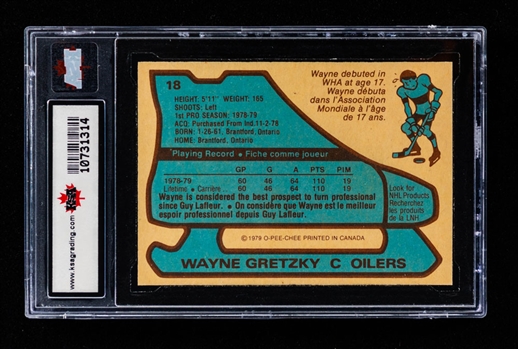 18
HEIGHT: 5'11" WEIGHT: 165
SHOOTS: Left
1st PRO SEASON: 1978-79
ACQ: Purchased From Ind.11-2-78
BORN: 1-26-61, Brantford, Ontario
HOME: Brantford, Ontario
Wayne debuted in
WHA at age 17.
Wayne débuta
dans l'Association
Mondiale à l'âge
de 17 ans.
Playing Record • Fiche comme joueur
GP G A PTS PIM
1978-79 60 46 64 110 19
Lifetime • Carrière 60 46 64 110 19
Wayne is considered the best prospect to turn professional
since Guy Lafleur. • On considère que Wayne est le meilleur
espoir professionnel depuis Guy Lafleur.
Look for
NHL Products
Recherchez
les produits
de la LNH
© 1979 O-PEE-CHEE PRINTED IN CANADA
WAYNE GRETZKY C OILERS
www.ksagrading.com
KSA
10731314